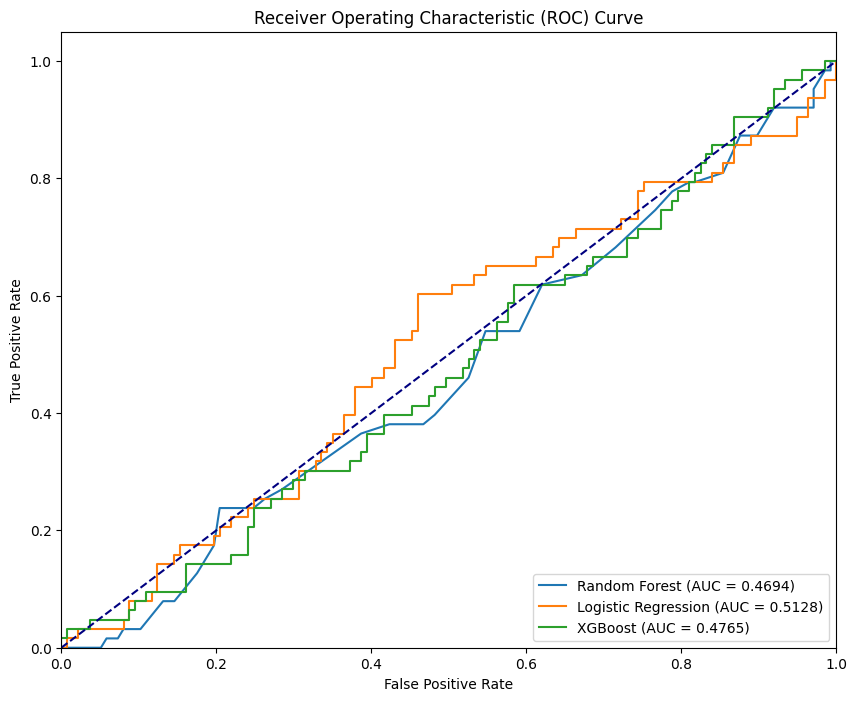 Receiver Operating Characteristic (ROC) Curve
True Positive Rate
1.0
0.8
0.6
0.4
0.2
0.0
0.0 0.2 0.4 0.6 0.8 1.0
False Positive Rate
Random Forest (AUC = 0.4694)
Logistic Regression (AUC = 0.5128)
XGBoost (AUC = 0.4765)